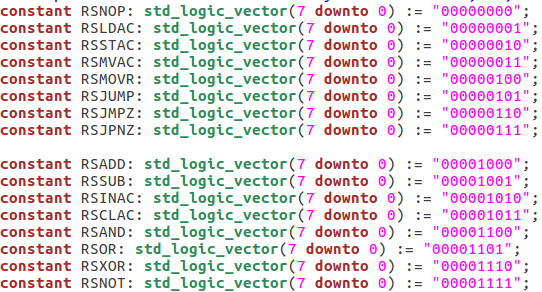 constant RSNOP: std_logic_vector(7 downto 0) := "00000000";
constant RSLDAC: std_logic_vector(7 downto 0) := "00000001";
constant RSSTAC: std_logic_vector(7 downto 0) := "00000010";
constant RSMVAC: std_logic_vector(7 downto 0) := "00000011";
constant RSMOVR: std_logic_vector(7 downto 0) := "00000100";
constant RSJUMP: std_logic_vector(7 downto 0) := "00000101";
constant RSJMPZ: std_logic_vector(7 downto 0) := "00000110";
constant RSJPNZ: std_logic_vector(7 downto 0) := "00000111";

constant RSADD: std_logic_vector(7 downto 0) := "00001000";
constant RSSUB: std_logic_vector(7 downto 0) := "00001001";
constant RSINAC: std_logic_vector(7 downto 0) := "00001010";
constant RSCLAC: std_logic_vector(7 downto 0) := "00001011";
constant RSAND: std_logic_vector(7 downto 0) := "00001100";
constant RSOR: std_logic_vector(7 downto 0) := "00001101";
constant RSXOR: std_logic_vector(7 downto 0) := "00001110";
constant RSNOT: std_logic_vector(7 downto 0) := "00001111";